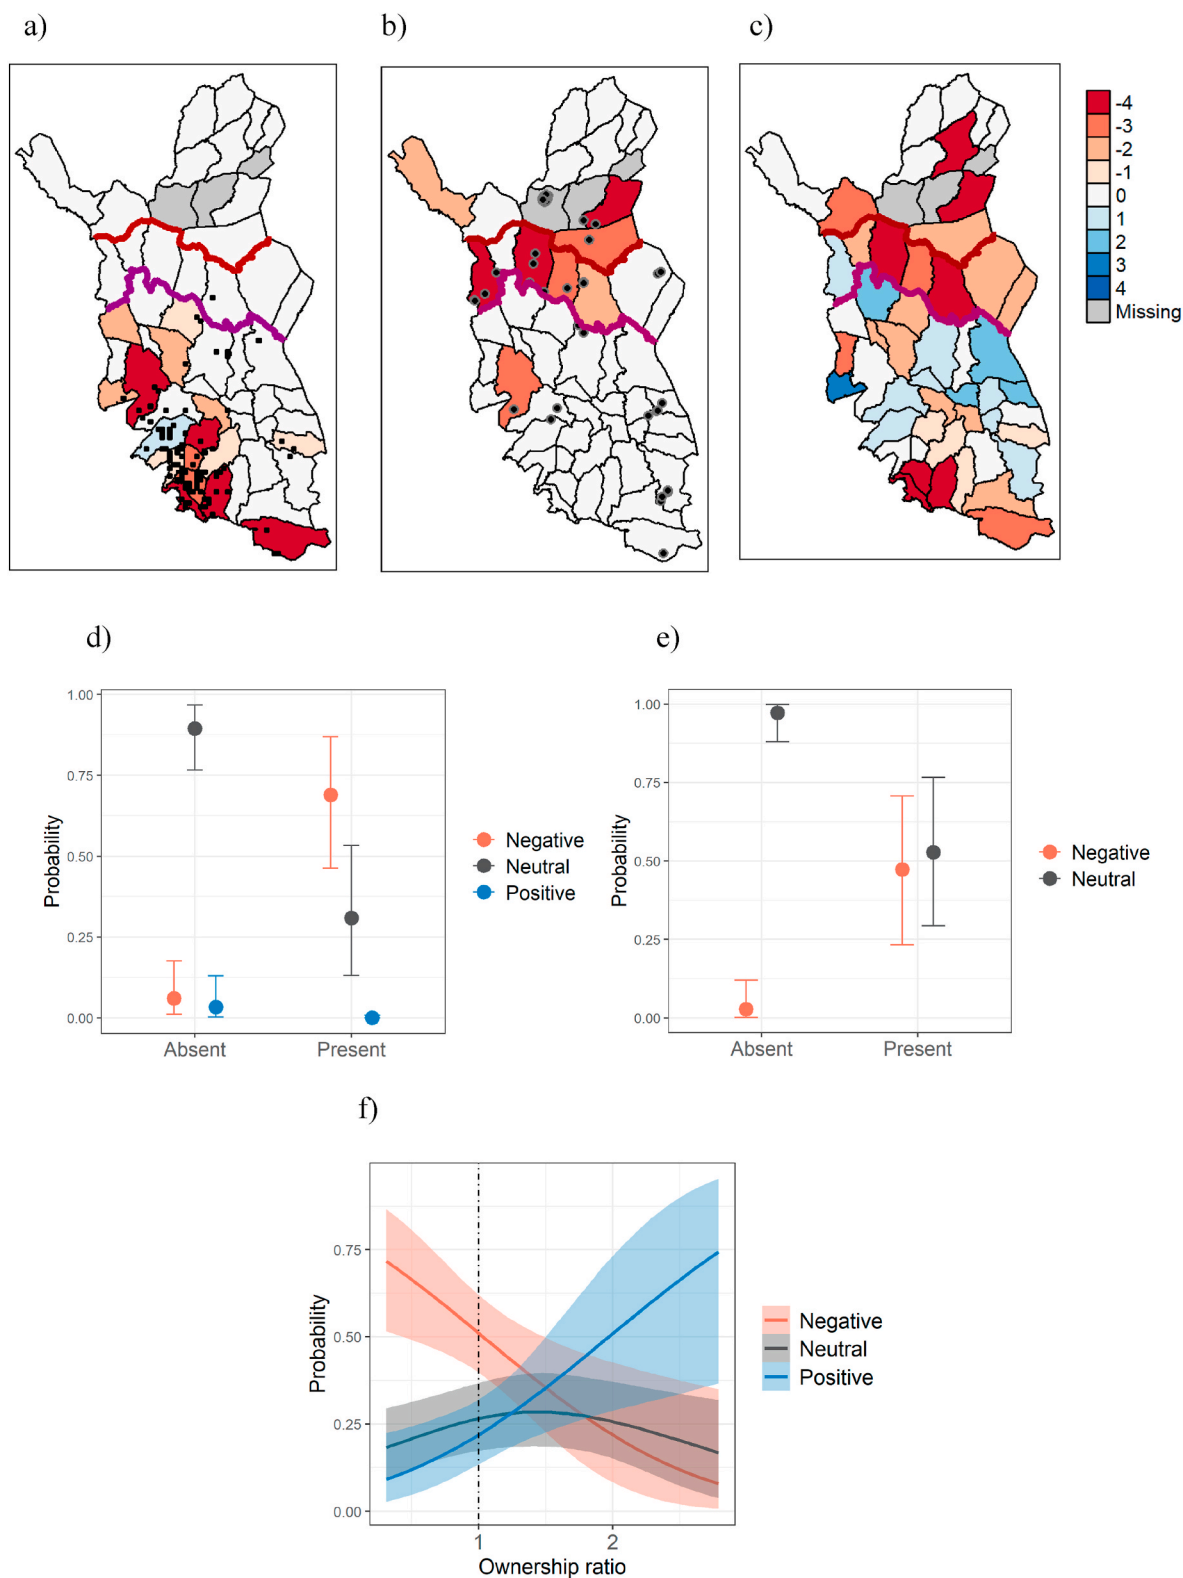 a)
b)
c)
-4
-3
-2
-1
0
1
2
3
4
Missing
d)
1.00
0.75
0.50
0.25
0.00
Probability
Absent
Present
Negative
Neutral
Positive
e)
1.00
0.75
0.50
0.25
0.00
Probability
Absent
Present
Negative
Neutral
f)
0.75
0.50
0.25
0.00
Probability
1
2
Ownership ratio
Negative
Neutral
Positive